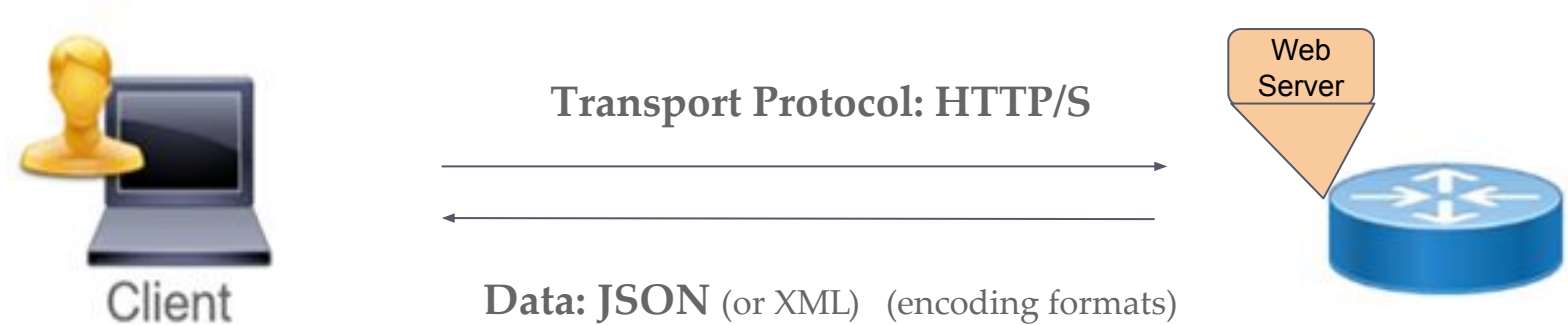 Web
Server
Transport Protocol: HTTP/S
Data: JSON (or XML) (encoding formats)
Client